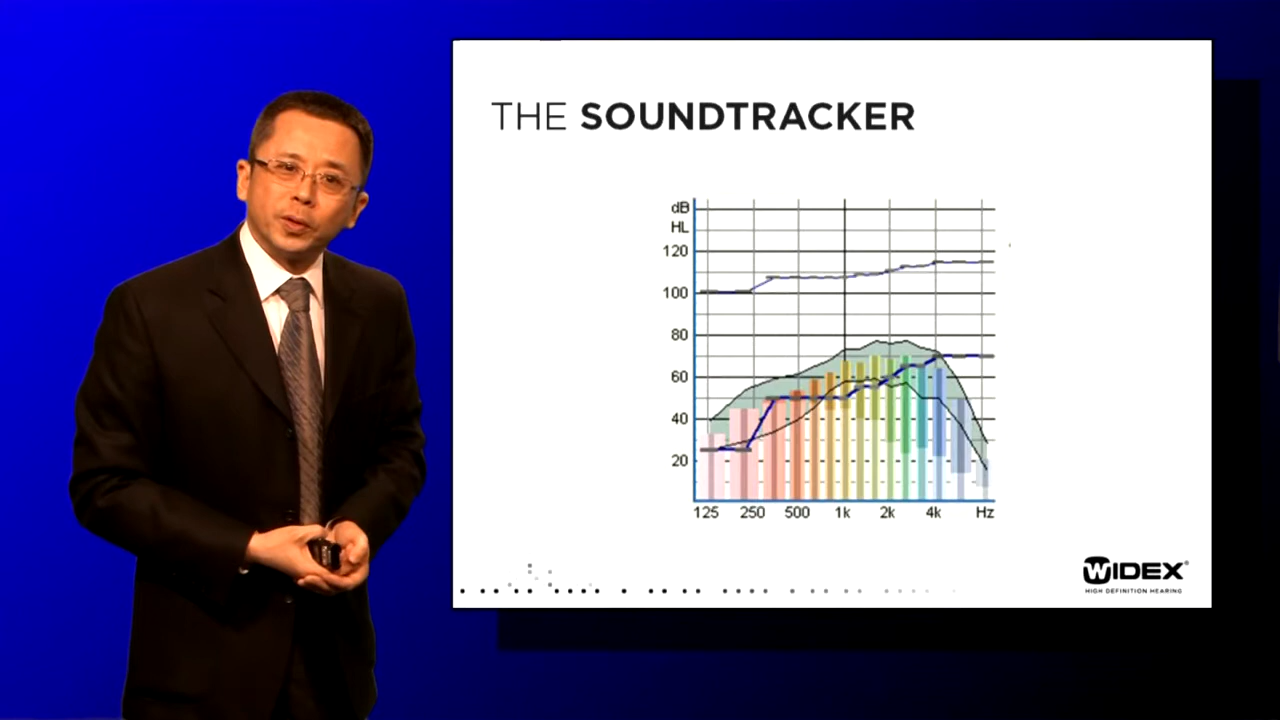 THE SOUNDTRACKER
dB
HL
120
100
80
60
40
20
125 250 500 1k 2k 4k Hz
WIDEX®
HIGH DEFINITION HEARING